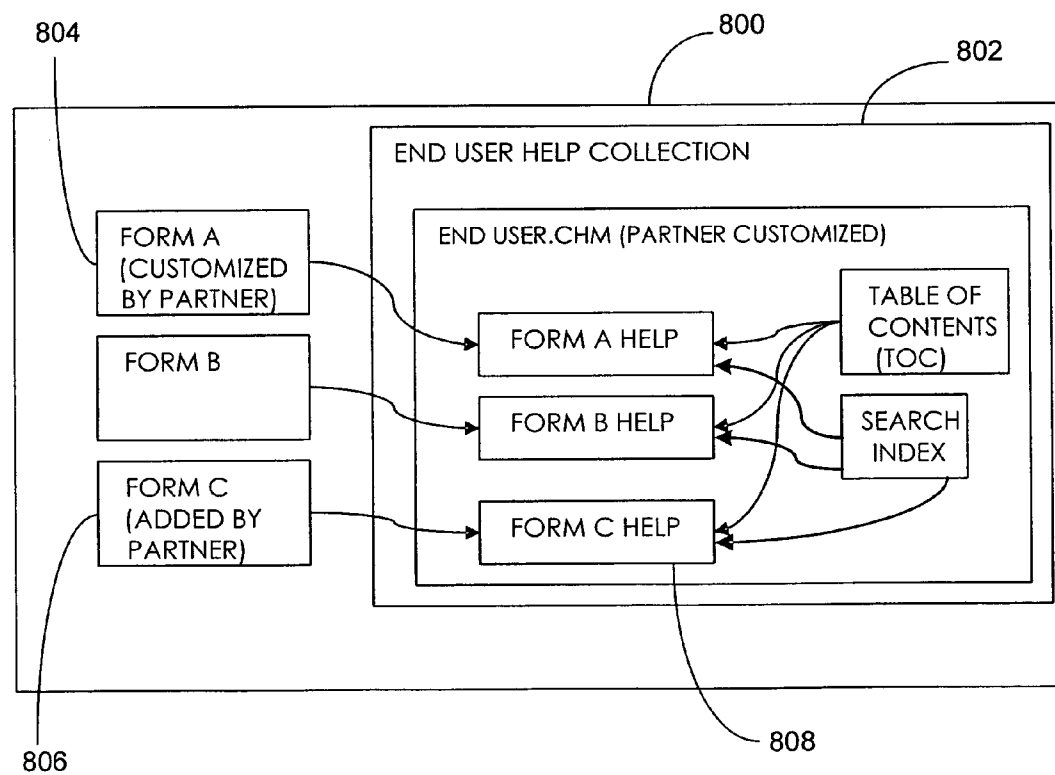 804
800
802
END USER HELP COLLECTION
FORM A
(CUSTOMIZED
BY PARTNER)
END USER.CHM (PARTNER CUSTOMIZED)
FORM A HELP
TABLE OF
CONTENTS
(TOC)
FORM B
FORM B HELP
SEARCH
INDEX
FORM C
(ADDED BY
PARTNER)
FORM C HELP
806
808